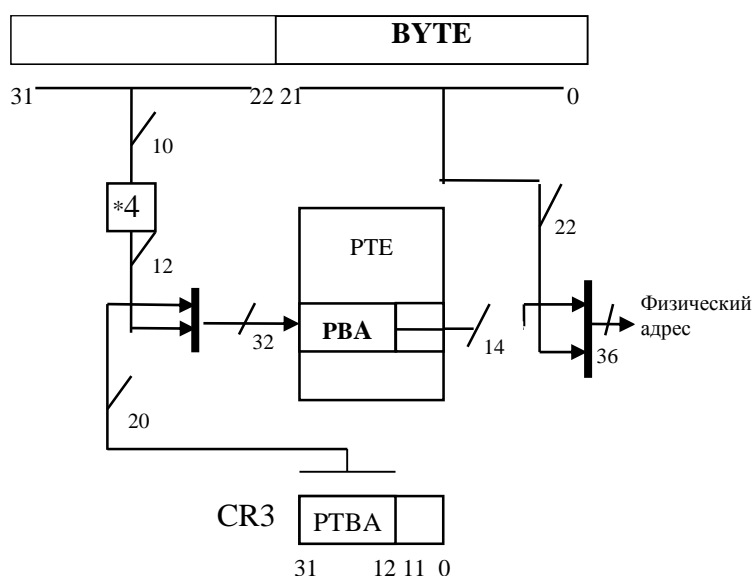 BYTE
31 22 21 0
10
*4
12
PTE
22
PBA
32
14
36
Физический
адрес
20
CR3
PTBA
31 12 11 0